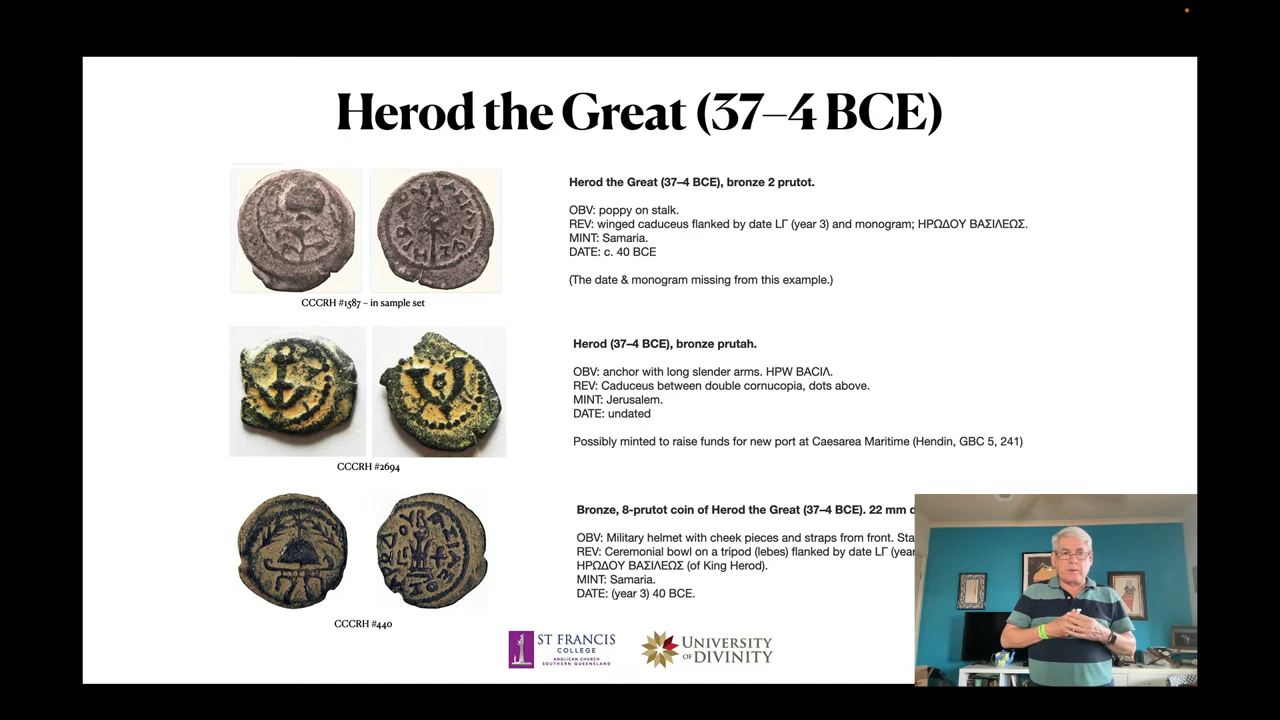 Herod the Great (37–4 BCE)
Herod the Great (37–4 BCE), bronze 2 prutot.
OBV: poppy on stalk.
REV: winged caduceus flanked by date LΓ (year 3) and monogram; ΗΡΩΔΟΥ ΒΑΣΙΛΕΩΣ.
MINT: Samaria.
DATE: c. 40 BCE
(The date & monogram missing from this example.)
CCCRH #1587 – in sample set
Herod (37–4 BCE), bronze prutah.
OBV: anchor with long slender arms. HPW BACIΛ.
REV: Caduceus between double cornucopia, dots above.
MINT: Jerusalem.
DATE: undated
Possibly minted to raise funds for new port at Caesarea Maritime (Hendin, GBC 5, 241)
CCCRH #2694
Bronze, 8-prutot coin of Herod the Great (37–4 BCE). 22 mm
OBV: Military helmet with cheek pieces and straps from front.
REV: Ceremonial bowl on a tripod (lebes) flanked by date LΓ
ΗΡΩΔΟΥ ΒΑΣΙΛΕΩΣ (of King Herod).
MINT: Samaria.
DATE: (year 3) 40 BCE.
CCCRH #440
ST FRANCIS
COLLEGE
ANGLICAN CHURCH
SOUTHERN QUEENSLAND
UNIVERSITY
OF DIVINITY